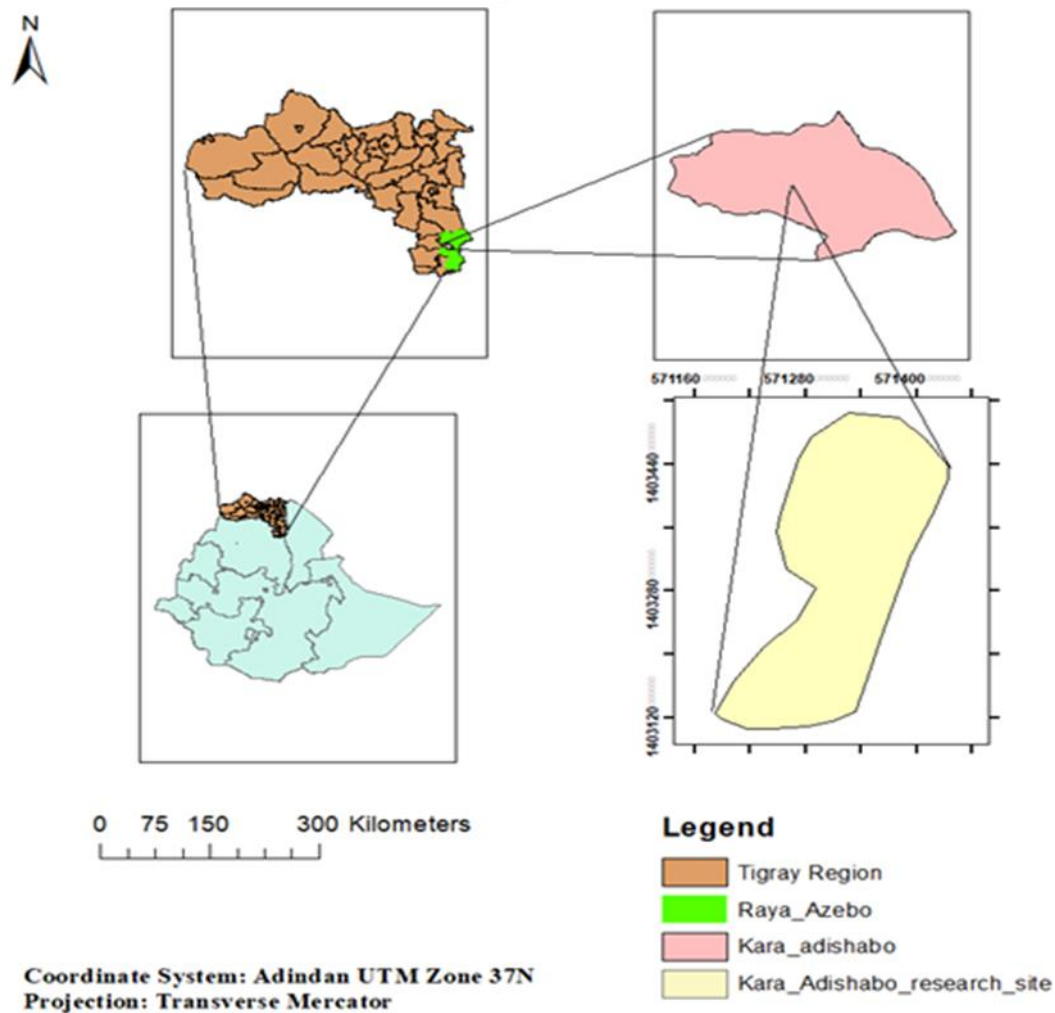 N
571160 571280 571400
1403440
1403280
1403120
0 75 150 300 Kilometers
Legend
Tigray Region
Raya_Azebo
Kara_adishabo
Kara_Adishabo_research_site
Coordinate System: Adindan UTM Zone 37N
Projection: Transverse Mercator